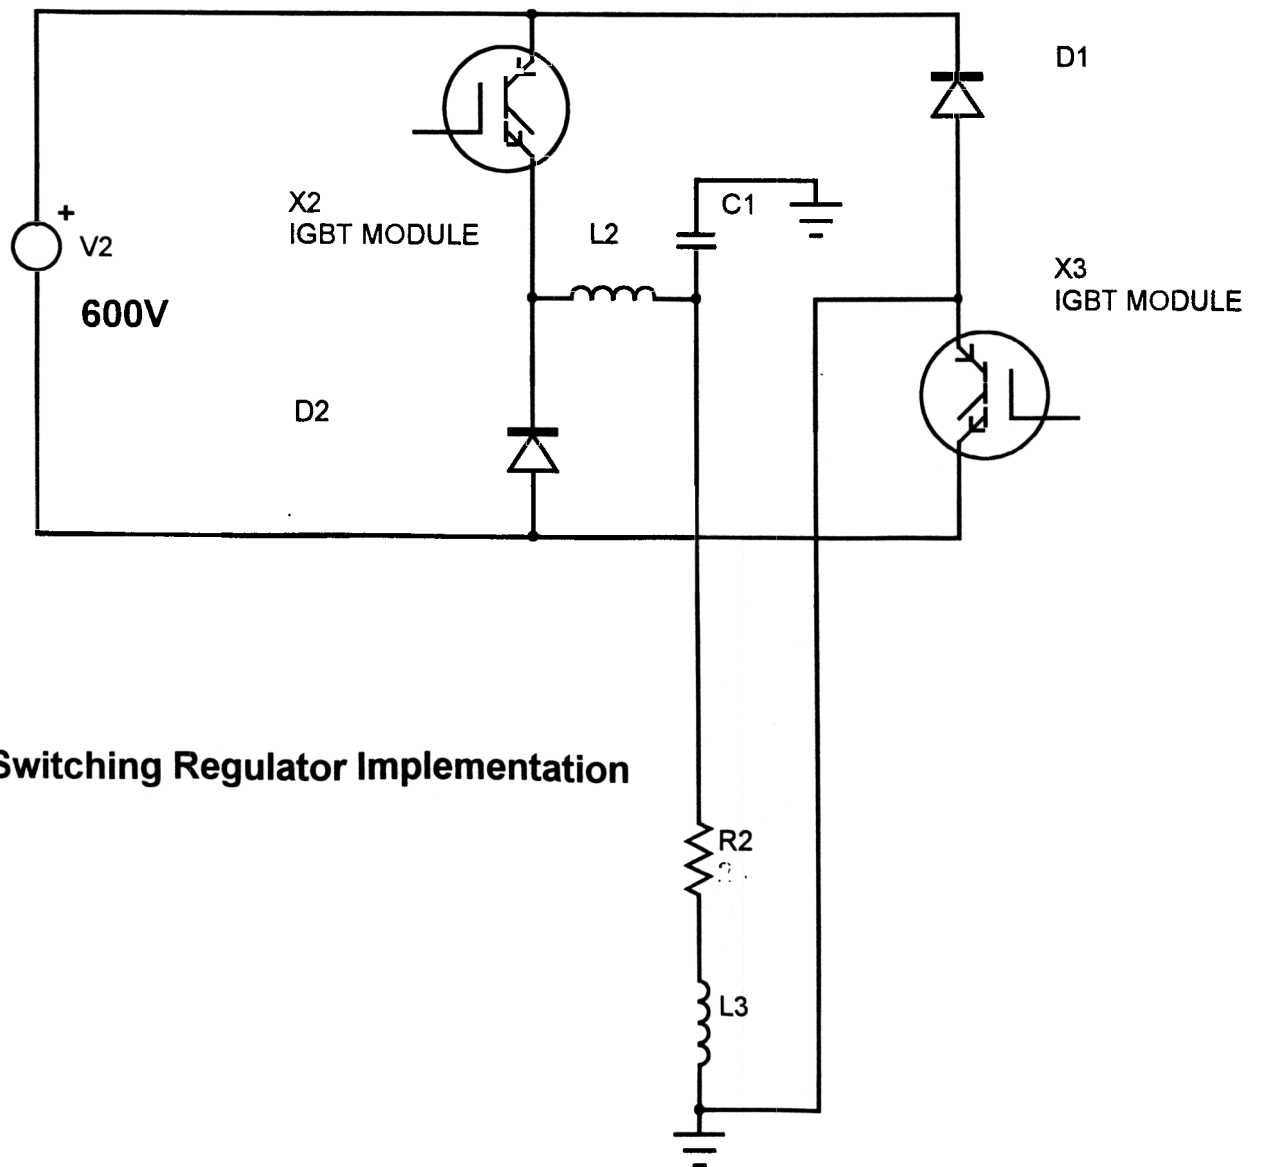 D1
X2
IGBT MODULE
C1
L2
+
V2
X3
IGBT MODULE
600V
D2
Switching Regulator Implementation
R2
L3